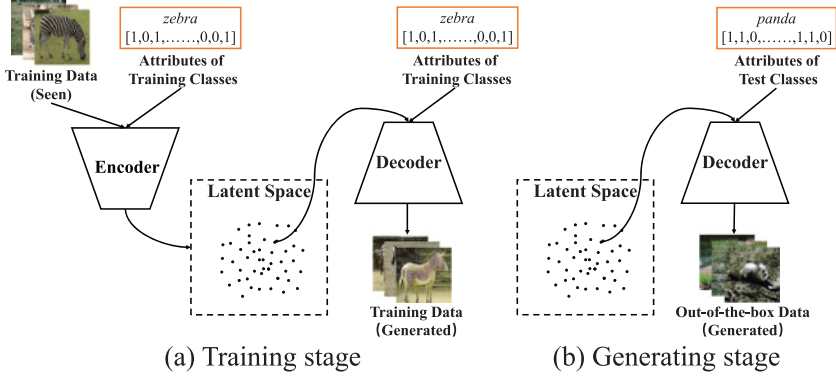 zebra
[1,0,1,......,0,0,1]
Training Data
(Seen)
Attributes of
Training Classes
Encoder
Latent Space
zebra
[1,0,1,......,0,0,1]
Attributes of
Training Classes
Decoder
Training Data
(Generated)
(a) Training stage
panda
[1,1,0,......,1,1,0]
Attributes of
Test Classes
Latent Space
Decoder
Out-of-the-box Data
(Generated)
(b) Generating stage